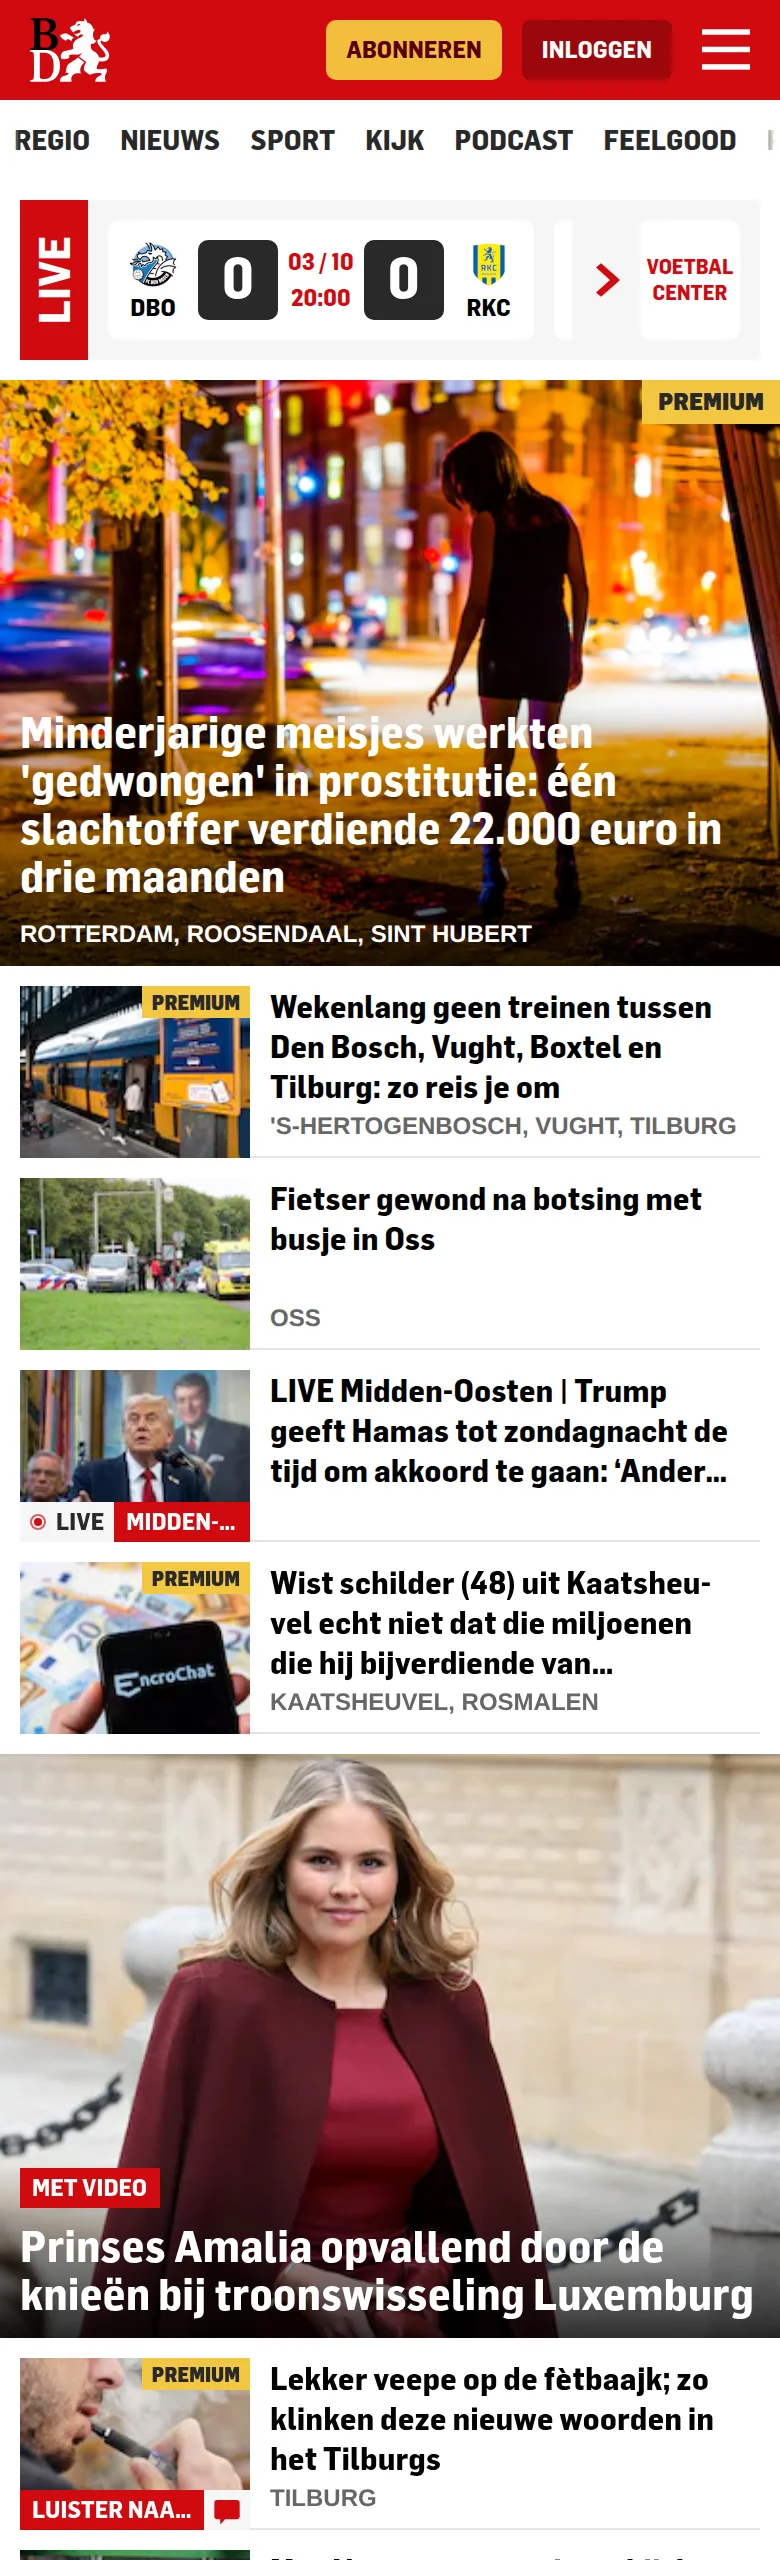 BD
ABONNEREN
INLOGGEN
REGIO NIEUWS SPORT KIJK PODCAST FEELGOOD
LIVE
DBO
0
03 / 10
20:00
0
RKC
RKC
VOETBAL
CENTER
PREMIUM
Minderjarige meisjes werkten
'gedwongen' in prostitutie: één
slachtoffer verdiende 22.000 euro in
drie maanden
ROTTERDAM, ROOSENDAAL, SINT HUBERT
PREMIUM
Wekenlang geen treinen tussen
Den Bosch, Vught, Boxtel en
Tilburg: zo reis je om
'S-HERTOGENBOSCH, VUGHT, TILBURG
Fietser gewond na botsing met
busje in Oss
OSS
LIVE Midden-Oosten | Trump
geeft Hamas tot zondagnacht de
tijd om akkoord te gaan: ‘Ander...
LIVE
MIDDEN-...
PREMIUM
20
EncroChat
Wist schilder (48) uit Kaatsheu-
vel echt niet dat die miljoenen
die hij bijverdiende van...
KAATSHEUVEL, ROSMALEN
MET VIDEO
Prinses Amalia opvallend door de
knieën bij troonswisseling Luxemburg
PREMIUM
Lekker veepe op de fètbaajk; zo
klinken deze nieuwe woorden in
het Tilburgs
TILBURG
LUISTER NAA...